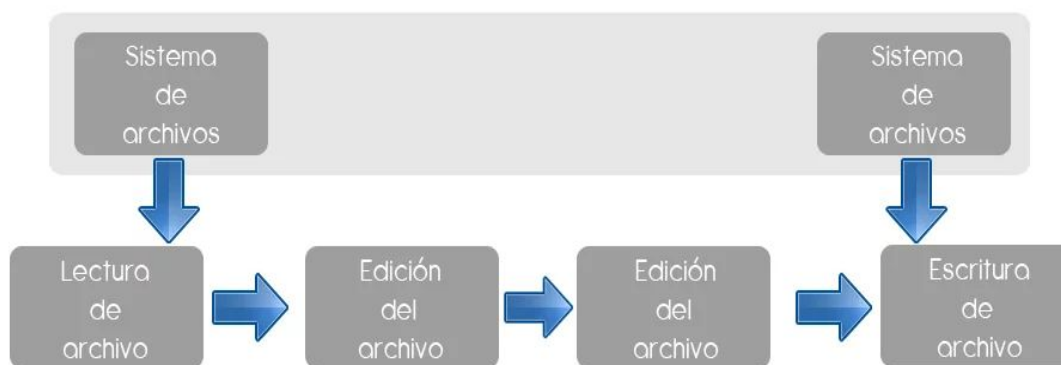 Sistema
de
archivos
Sistema
de
archivos
Lectura
de
archivo
Edición
del
archivo
Edición
del
archivo
Escritura
de
archivo